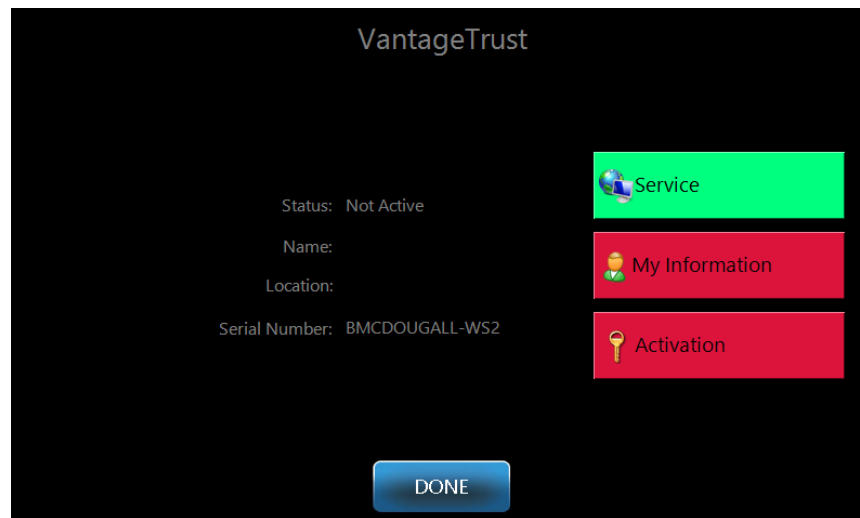 VantageTrust
Service
Status: Not Active
Name:
My Information
Location:
Serial Number: BMCDOUGALL-WS2
Activation
DONE